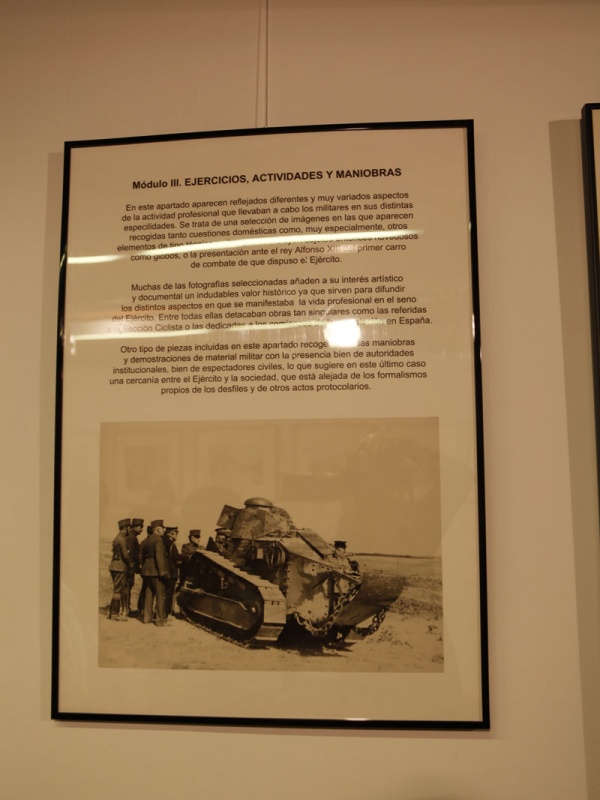 Módulo III. EJERCICIOS, ACTIVIDADES Y MANIOBRAS
En este apartado aparecen reflejados diferentes y muy variados aspectos
de la actividad profesional que llevaban a cabo los militares en sus distintas
especilidades. Se trata de una selección de imágenes en las que aparecen
recogidas tanto cuestiones domésticas como, muy especialmente, otros
elementos de tipo novedosos
como globos, o la presentación ante el rey Alfonso primer carro
de combate de que dispuso el Ejército.
Muchas de las fotografías seleccionadas añaden a su interés artístico
y documental un indudables valor histórico ya que sirven para difundir
los distintos aspectos en que se manifestaba la vida profesional en el seno
del Ejército. Entre todas ellas detacaban obras tan singulares como las referidas
Sección Ciclista o las dedicadas a en España.
Otro tipo de piezas incluidas en este apartado maniobras
y demostraciones de material militar con la presencia bien de autoridades
institucionales, bien de espectadores civiles, lo que sugiere en este último caso
una cercanía entre el Ejército y la sociedad, que está alejada de los formalismos
propios de los desfiles y de otros actos protocolarios.